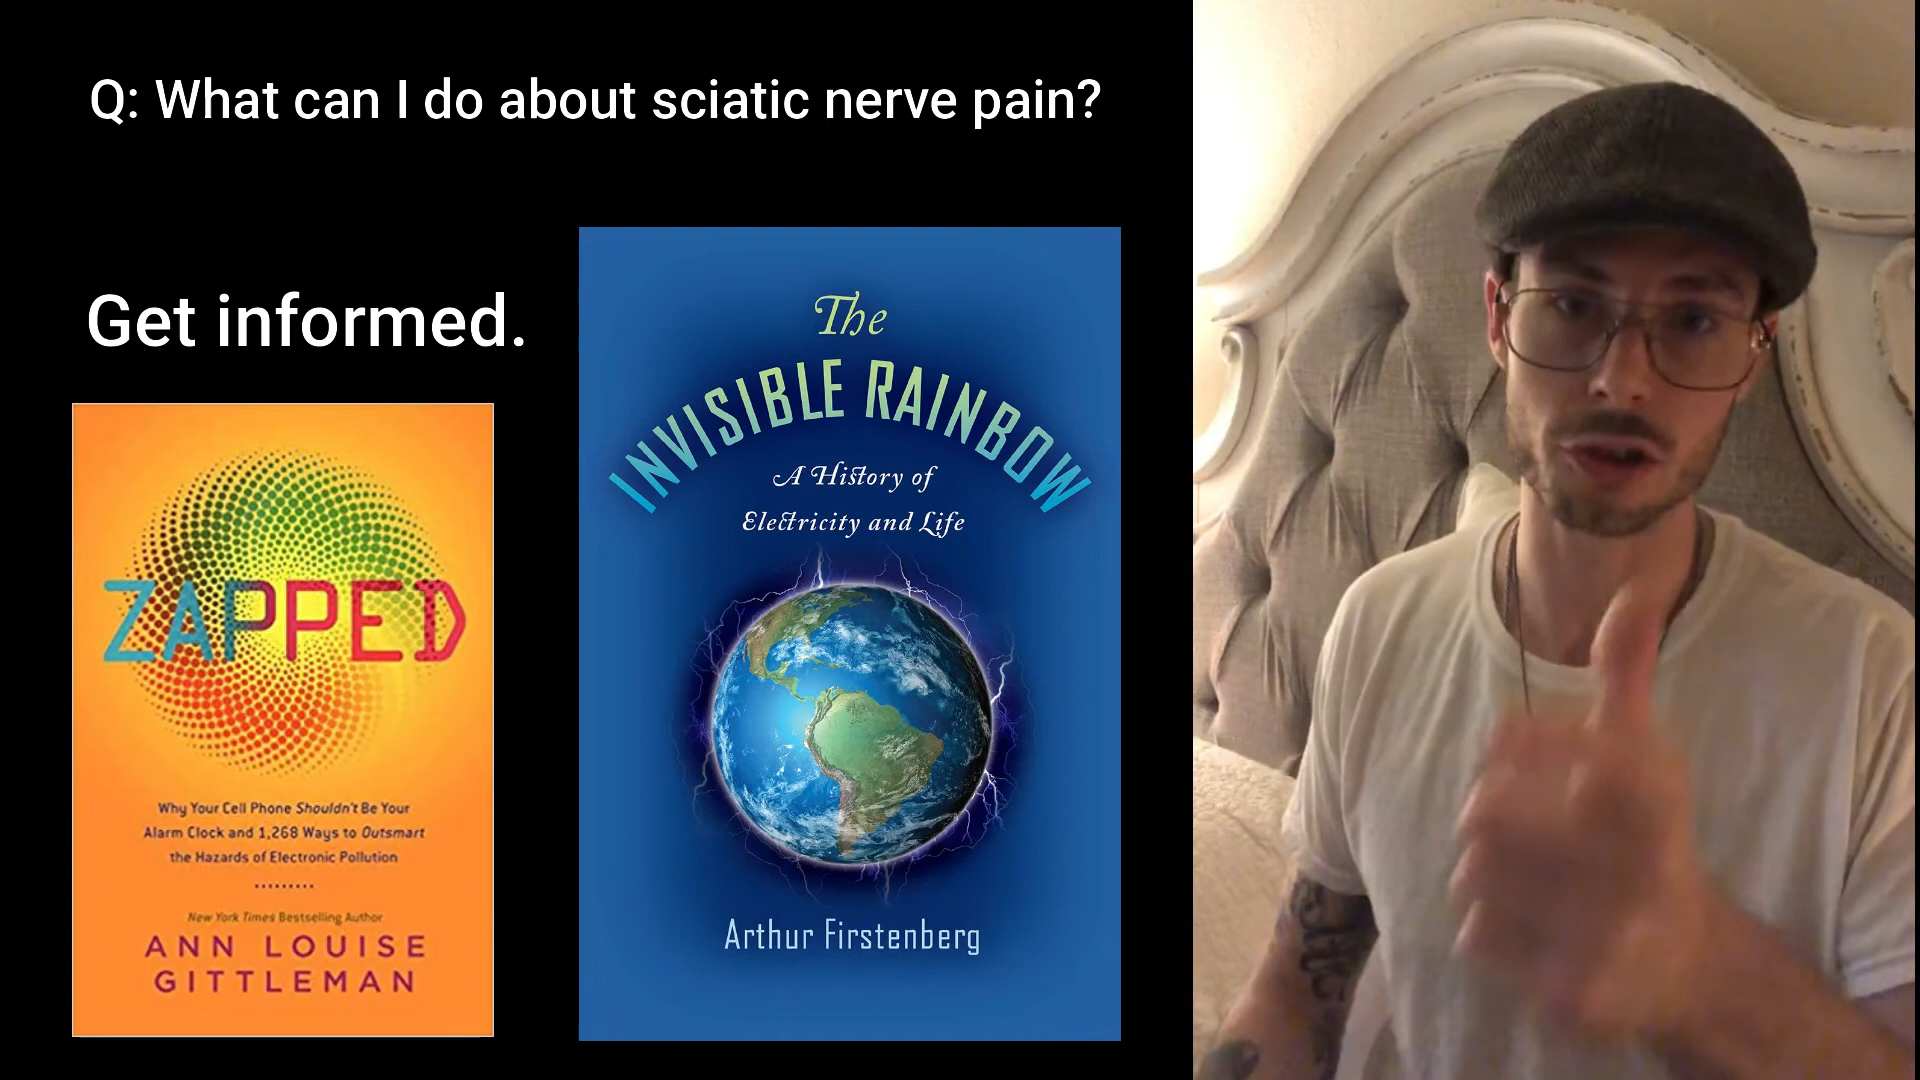 Q: What can I do about sciatic nerve pain?
Get informed.
ZAPPED
Why Your Cell Phone Shouldn't Be Your
Alarm Clock and 1,268 Ways to Outsmart
the Hazards of Electronic Pollution
New York Times Bestselling Author
ANN LOUISE
GITTLEMAN
The
INVISIBLE RAINBOW
A History of
Electricity and Life
Arthur Firstenberg